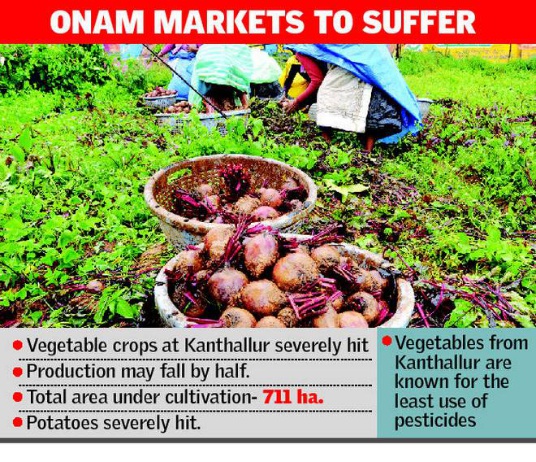 ONAM MARKETS TO SUFFER
Vegetable crops at Kanthallur severely hit
Production may fall by half.
Total area under cultivation- 711 ha.
Potatoes severely hit.
Vegetables from
Kanthallur are
known for the
least use of
pesticides